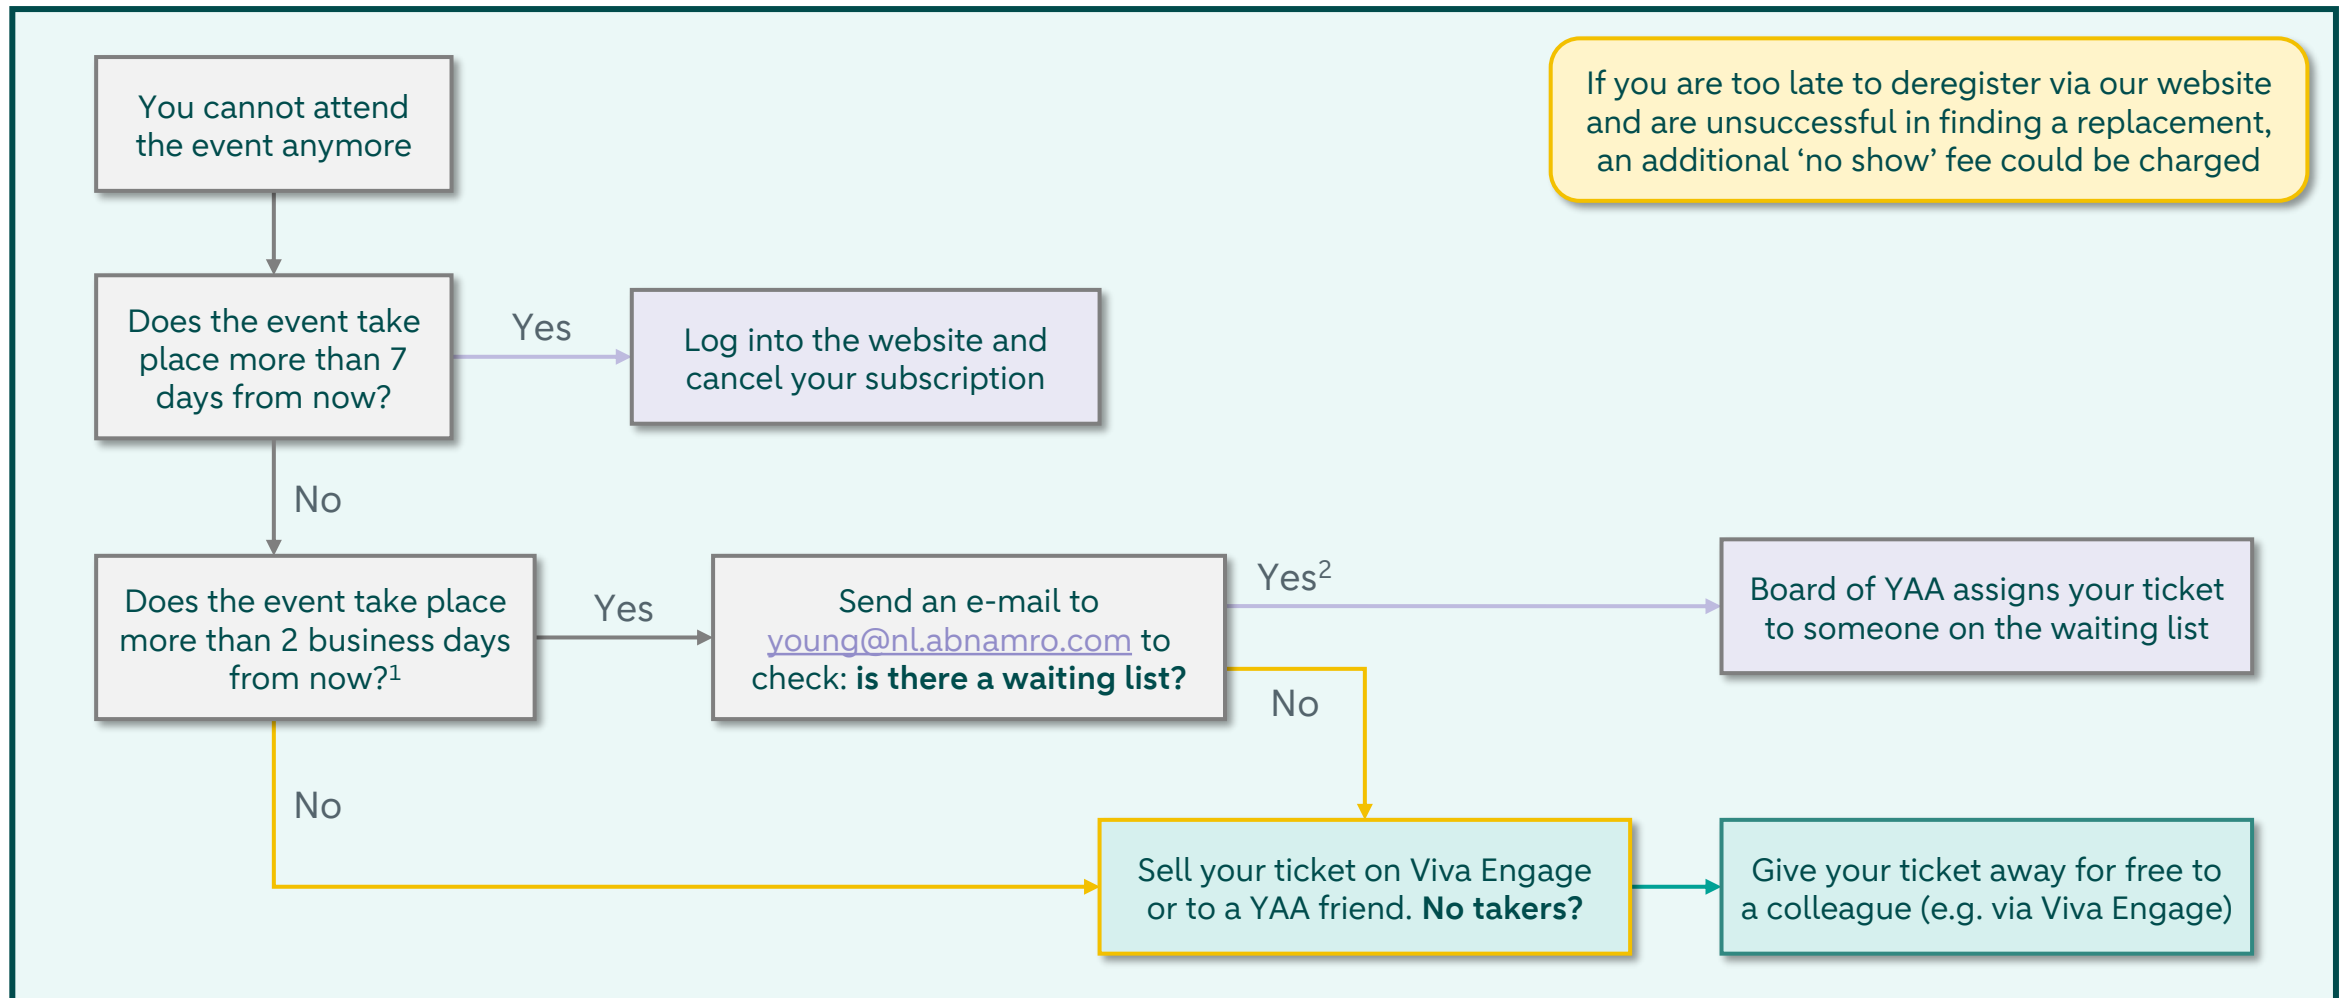 You cannot attend
the event anymore
If you are too late to deregister via our website
and are unsuccessful in finding a replacement,
an additional ‘no show’ fee could be charged
Does the event take
place more than 7
days from now?
Yes
Log into the website and
cancel your subscription
No
Does the event take place
more than 2 business days
from now?¹
Yes
Send an e-mail to
young@nl.abnamro.com to
check: is there a waiting list?
Yes²
Board of YAA assigns your ticket
to someone on the waiting list
No
No
Sell your ticket on Viva Engage
or to a YAA friend. No takers?
Give your ticket away for free to
a colleague (e.g. via Viva Engage)